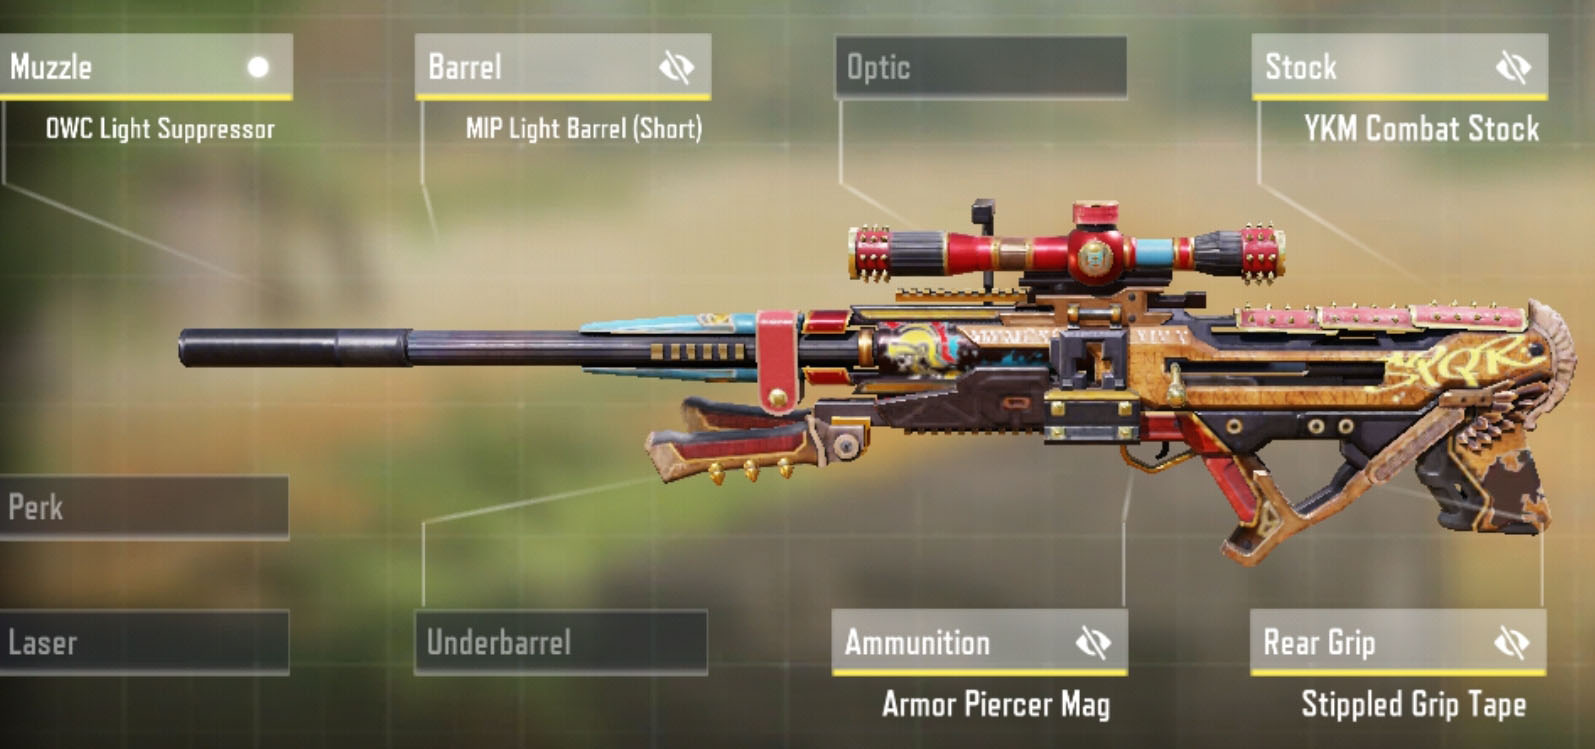 Muzzle
Barrel
Optic
Stock
OWC Light Suppressor
MIP Light Barrel (Short)
YKM Combat Stock
Perk
Laser
Underbarrel
Ammunition
Rear Grip
Armor Piercer Mag
Stippled Grip Tape